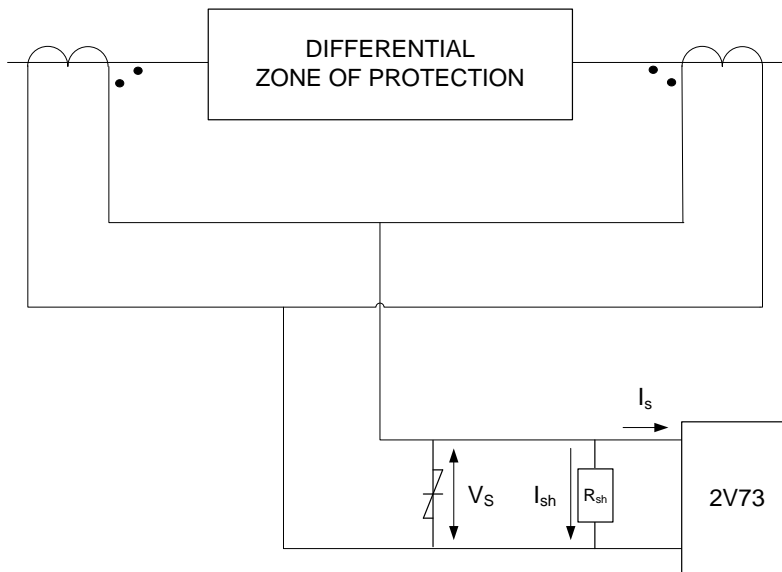 DIFFERENTIAL
ZONE OF PROTECTION
Is
VS
Ish
Rsh
2V73